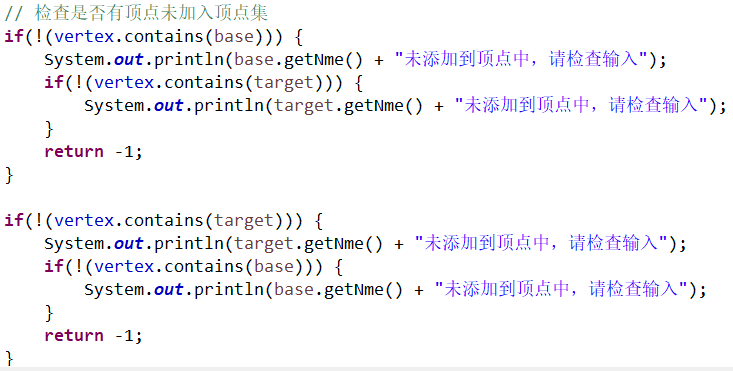 // 检查是否有顶点未加入顶点集
if(!(vertex.contains(base))) {
    System.out.println(base.getNme() + "未添加到顶点中，请检查输入");
    if(!(vertex.contains(target))) {
        System.out.println(target.getNme() + "未添加到顶点中，请检查输入");
    }
    return -1;
}

if(!(vertex.contains(target))) {
    System.out.println(target.getNme() + "未添加到顶点中，请检查输入");
    if(!(vertex.contains(base))) {
        System.out.println(base.getNme() + "未添加到顶点中，请检查输入");
    }
    return -1;
}